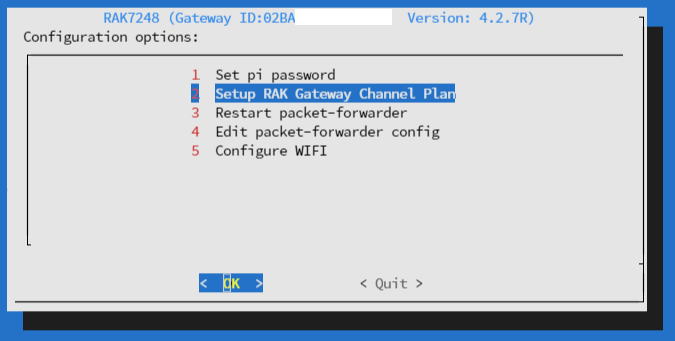 RAK7248 (Gateway ID:02BA Version: 4.2.7R)
Configuration options:
1 Set pi password
2 Setup RAK Gateway Channel Plan
3 Restart packet-forwarder
4 Edit packet-forwarder config
5 Configure WIFI
< OK > < Quit >